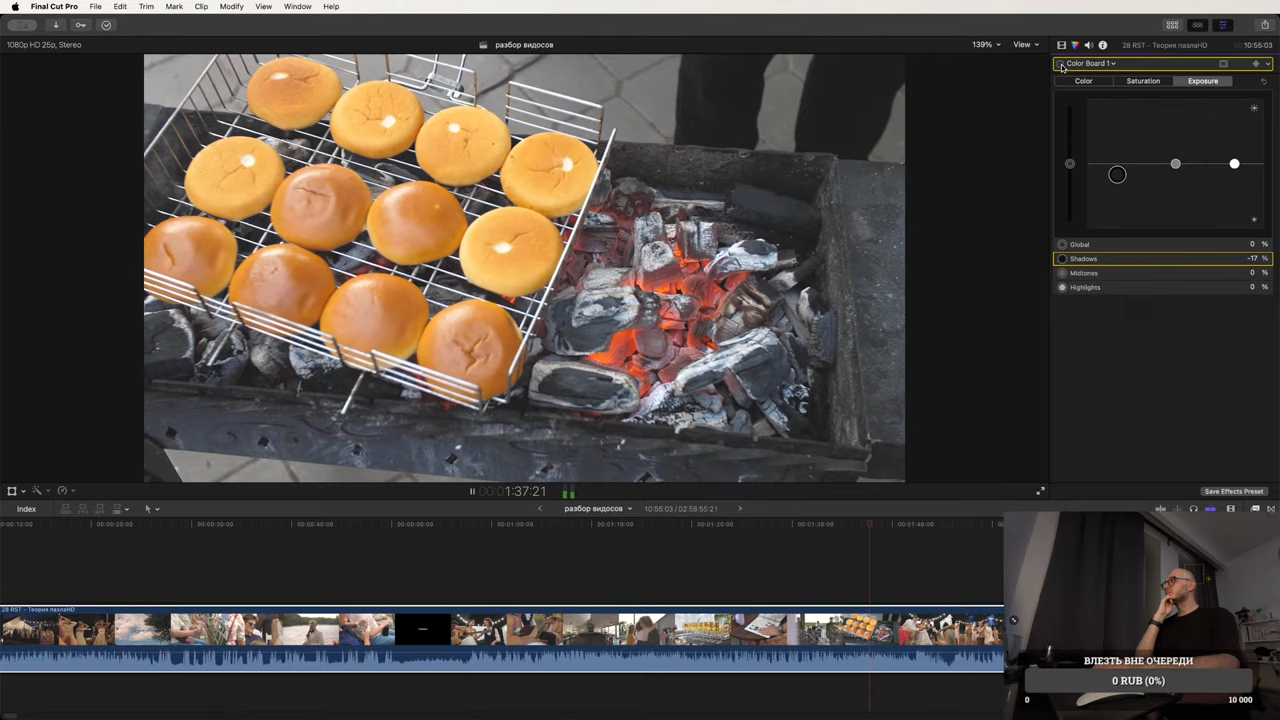 Final Cut Pro File Edit Trim Mark Clip Modify View Window Help
1080p HD 25p, Stereo
разбор видосов
139%
View
28 RST - Теория пазлаHD
10:55:03
Color Board 1
Color Saturation Exposure
Global 0 %
Shadows -17 %
Midtones 0 %
Highlights 0 %
00:00:1:37:21
Save Effects Preset
Index
разбор видосов
10:55:03 / 02:58:55:21
00:00:20:00
00:00:30:00
00:00:40:00
00:00:50:00
00:01:00:00
00:01:10:00
00:01:20:00
00:01:30:00
00:01:40:00
28 RST - Теория пазлаHD
ВЛЕЗТЬ ВНЕ ОЧЕРЕДИ
0 RUB (0%)
0
10 000